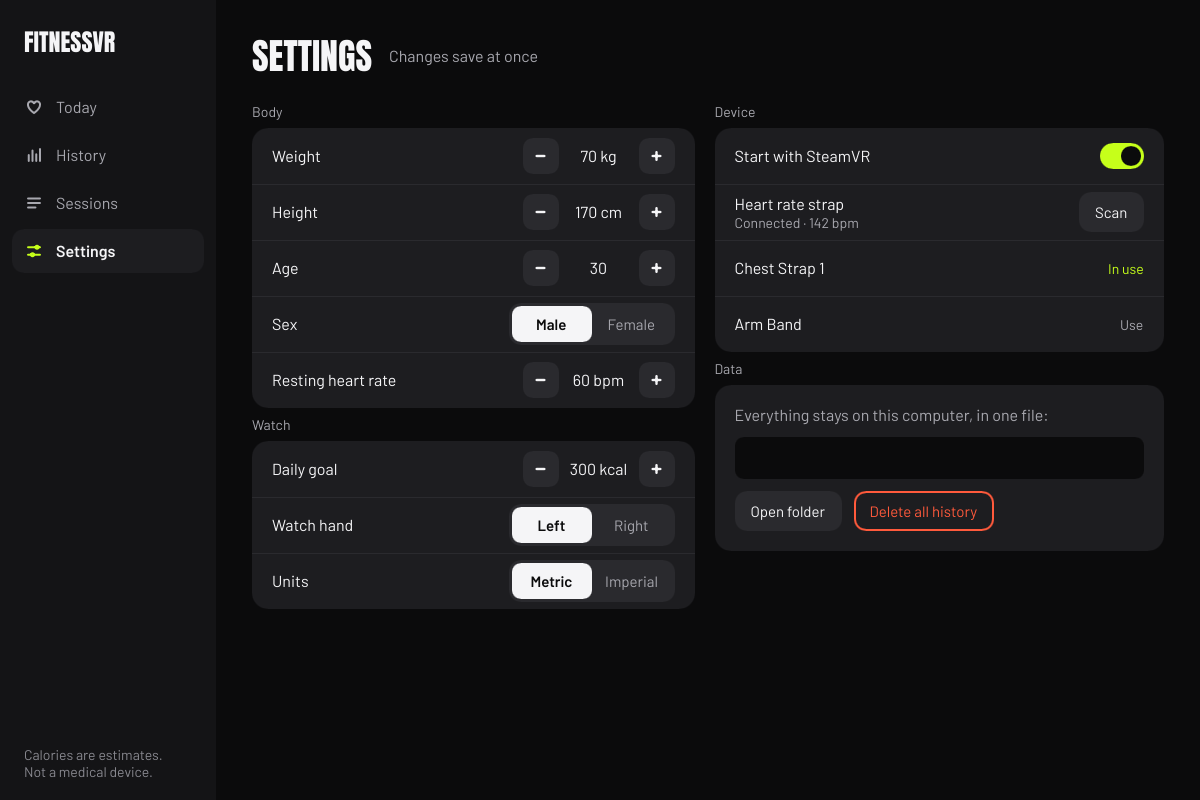 FITNESSVR
Today
History
Sessions
Settings
Calories are estimates.
Not a medical device.
SETTINGS Changes save at once
Body
Weight − 70 kg +
Height − 170 cm +
Age − 30 +
Sex Male Female
Resting heart rate − 60 bpm +
Watch
Daily goal − 300 kcal +
Watch hand Left Right
Units Metric Imperial
Device
Start with SteamVR
Heart rate strap
Connected · 142 bpm
Scan
Chest Strap 1 In use
Arm Band Use
Data
Everything stays on this computer, in one file:
Open folder Delete all history